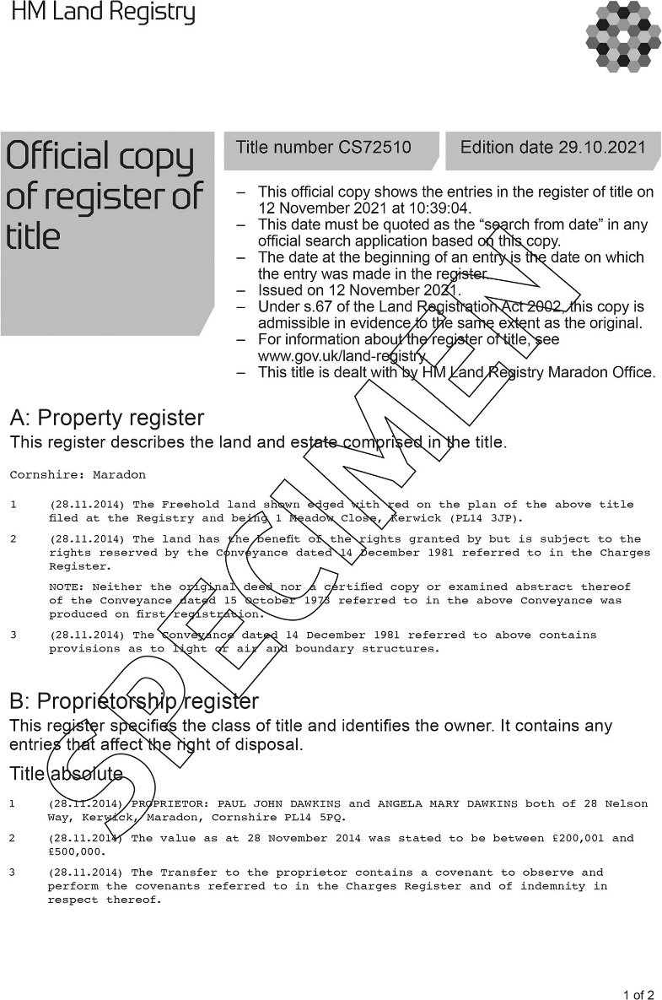 HM Land Registry
Official copy
of register of
title
Title number CS72510
Edition date 29.10.2021
– This official copy shows the entries in the register of title on
12 November 2021 at 10:39:04.
– This date must be quoted as the “search from date” in any
official search application based on this copy.
– The date at the beginning of an entry is the date on which
the entry was made in the register.
– Issued on 12 November 2021.
– Under s.67 of the Land Registration Act 2002, this copy is
admissible in evidence to the same extent as the original.
– For information about the register of title, see
www.gov.uk/land-registry
– This title is dealt with by HM Land Registry Maradon Office.
A: Property register
This register describes the land and estate comprised in the title.
Cornshire: Maradon
1 (28.11.2014) The Freehold land shown edged with red on the plan of the above title
filed at the Registry and being 1 Meadow Close, Kerwick (PL14 3JP).
2 (28.11.2014) The land has the benefit of the rights granted by but is subject to the
rights reserved by the Conveyance dated 14 December 1981 referred to in the Charges
Register.
NOTE: Neither the original deed nor a certified copy or examined abstract thereof
of the Conveyance dated 15 October 1973 referred to in the above Conveyance was
produced on first registration.
3 (28.11.2014) The Conveyance dated 14 December 1981 referred to above contains
provisions as to light or air and boundary structures.
B: Proprietorship register
This register specifies the class of title and identifies the owner. It contains any
entries that affect the right of disposal.
Title absolute
1 (28.11.2014) PROPRIETOR: PAUL JOHN DAWKINS and ANGELA MARY DAWKINS both of 28 Nelson
Way, Kerwick, Maradon, Cornshire PL14 5PQ.
2 (28.11.2014) The value as at 28 November 2014 was stated to be between £200,001 and
£500,000.
3 (28.11.2014) The Transfer to the proprietor contains a covenant to observe and
perform the covenants referred to in the Charges Register and of indemnity in
respect thereof.
SPECIMEN
1 of 2